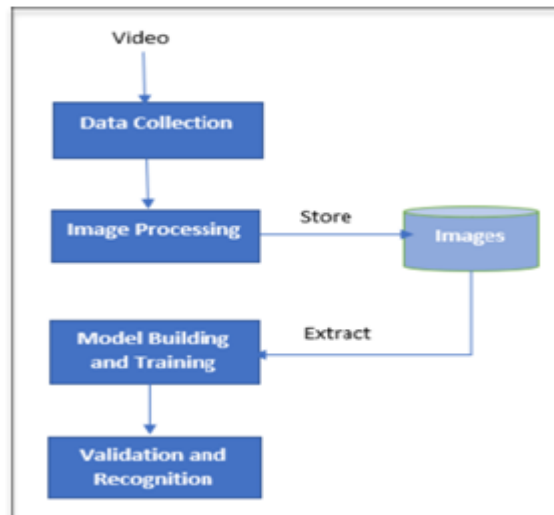 Video
Data Collection
Image Processing
Store
Images
Model Building
and Training
Extract
Validation and
Recognition